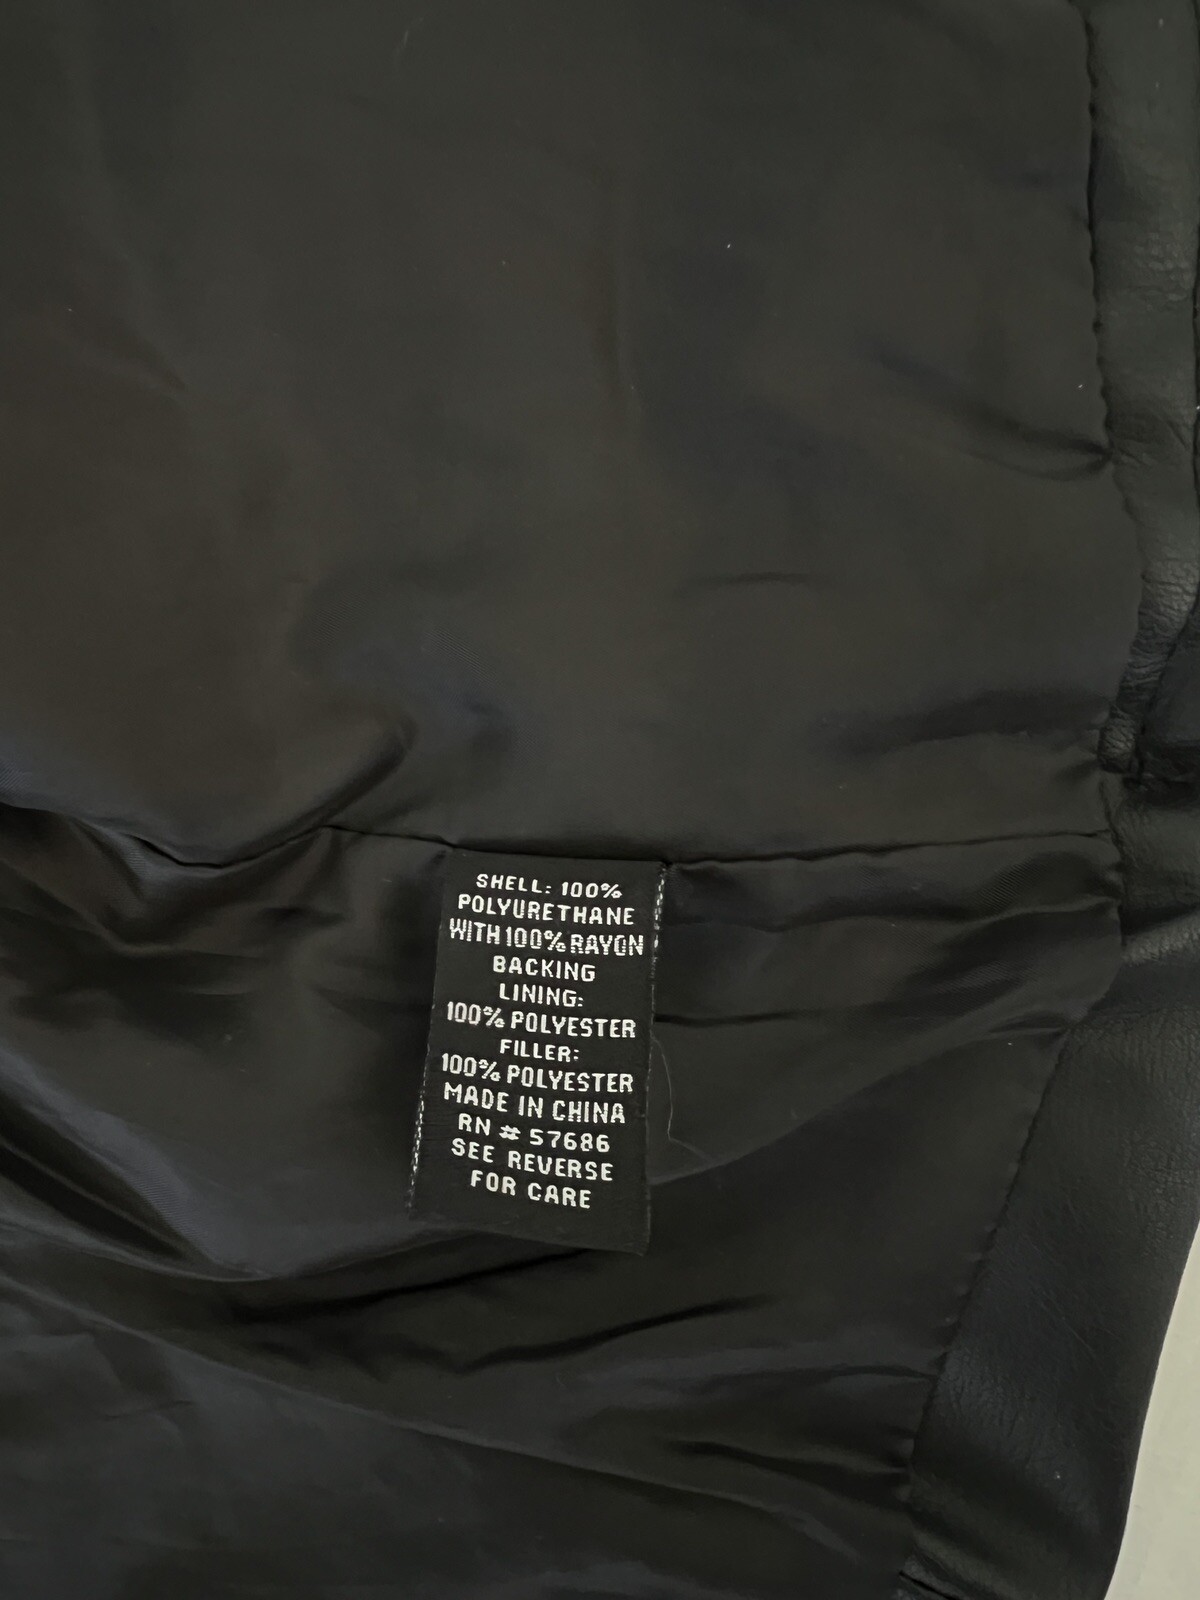 SHELL: 100%
POLYURETHANE
WITH 100% RAYON
BACKING
LINING:
100% POLYESTER
FILLER:
100% POLYESTER
MADE IN CHINA
RN # 57686
SEE REVERSE
FOR CARE